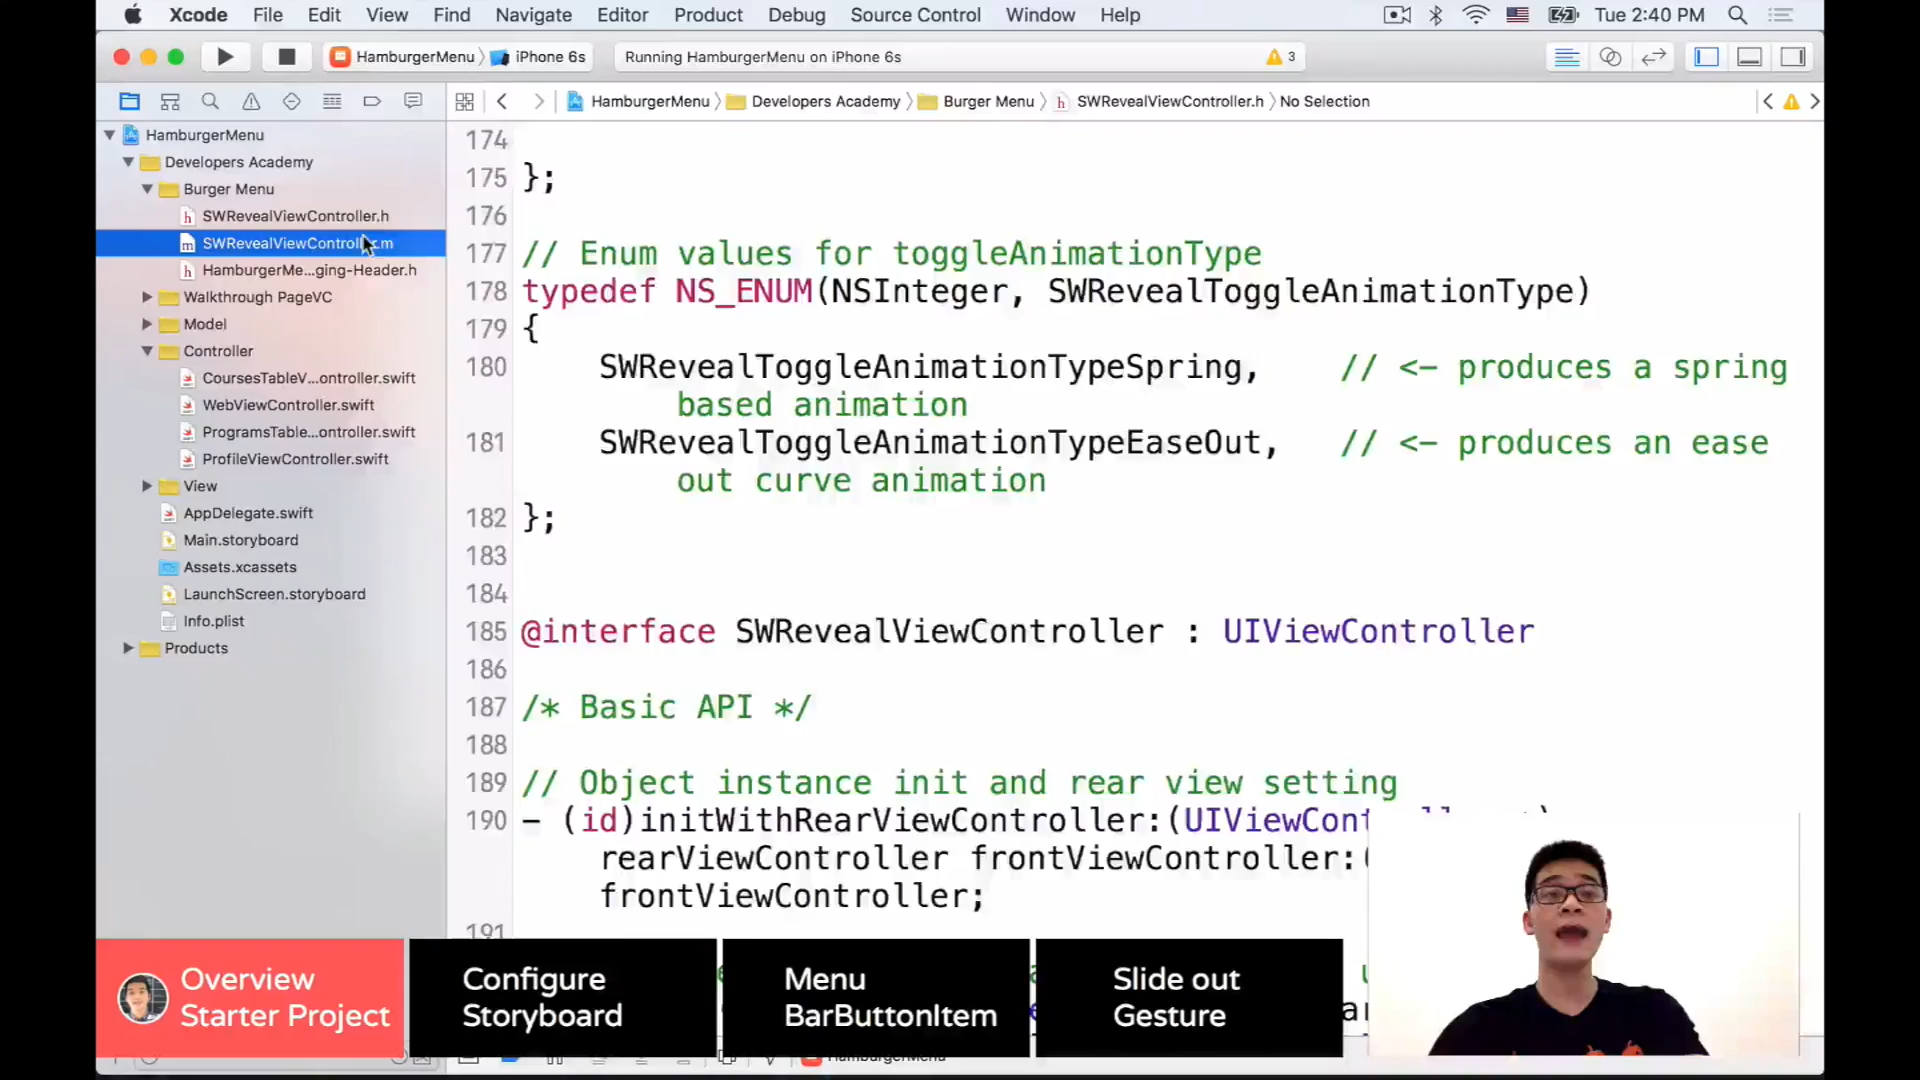 Xcode File Edit View Find Navigate Editor Product Debug Source Control Window Help Tue 2:40 PM
HamburgerMenu iPhone 6s Running HamburgerMenu on iPhone 6s 3
HamburgerMenu Developers Academy Burger Menu h SWRevealViewController.h No Selection
HamburgerMenu
Developers Academy
Burger Menu
h SWRevealViewController.h
m SWRevealViewController.m
h HamburgerMe...ging-Header.h
Walkthrough PageVC
Model
Controller
CoursesTableV...ontroller.swift
WebViewController.swift
ProgramsTable...ontroller.swift
ProfileViewController.swift
View
AppDelegate.swift
Main.storyboard
Assets.xcassets
LaunchScreen.storyboard
Info.plist
Products
174
175 };
176
177 // Enum values for toggleAnimationType
178 typedef NS_ENUM(NSInteger, SWRevealToggleAnimationType)
179 {
180 SWRevealToggleAnimationTypeSpring, // <- produces a spring
based animation
181 SWRevealToggleAnimationTypeEaseOut, // <- produces an ease
out curve animation
182 };
183
184
185 @interface SWRevealViewController : UIViewController
186
187 /* Basic API */
188
189 // Object instance init and rear view setting
190 - (id)initWithRearViewController:(UIViewCont
rearViewController frontViewController:(
frontViewController;
191
Overview
Starter Project
Configure
Storyboard
Menu
BarButtonItem
Slide out
Gesture
HamburgerMenu